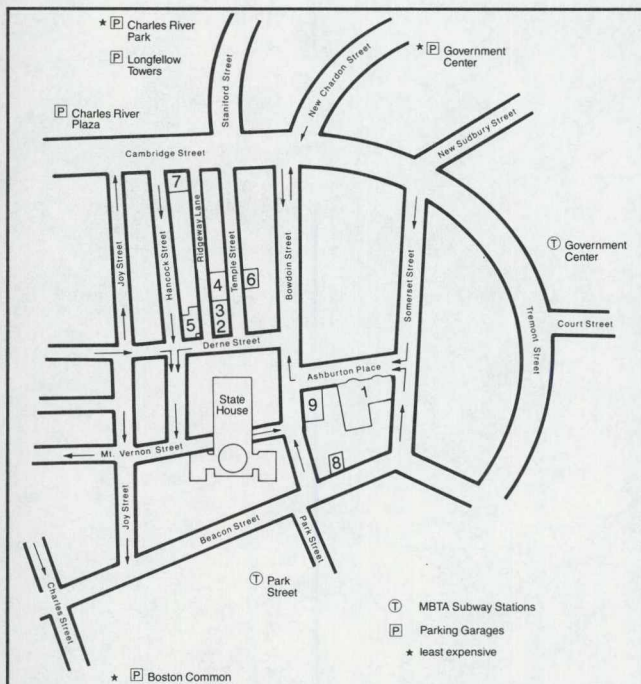 ★ P Charles River
Park
P Longfellow
Towers
P Charles River
Plaza
Staniford Street
New Chardon Street
★ P Government
Center
New Sudbury Street
Cambridge Street
T Government
Center
Joy Street
Hancock Street
7
Ridgeway Lane
Temple Street
4
6
3
2
5
Bowdoin Street
Somerset Street
Tremont Street
Court Street
Derne Street
Ashburton Place
State
House
1
9
8
Mt. Vernon Street
Joy Street
Beacon Street
Park Street
Charles Street
T Park
Street
T MBTA Subway Stations
P Parking Garages
★ least expensive
★ P Boston Common